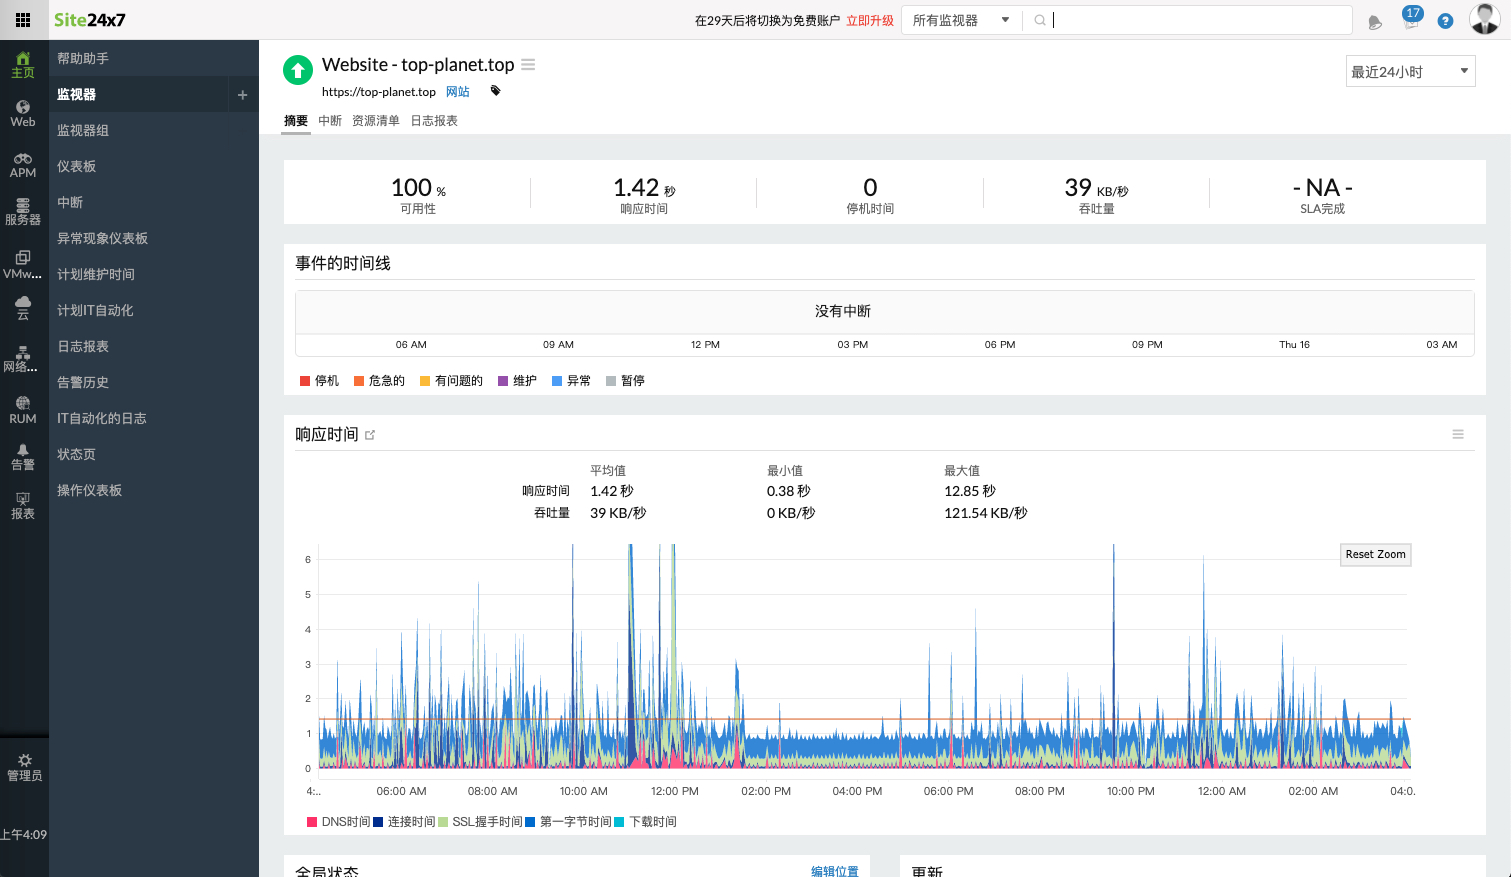 Site24x7
在29天后将切换为免费账户 立即升级
所有监视器
17
?
主页
Web
APM
服务器
VMw...
云
网络...
RUM
告警
报表
管理员
上午4:09
帮助助手
监视器 +
监视器组
仪表板
中断
异常现象仪表板
计划维护时间
计划IT自动化
日志报表
告警历史
IT自动化的日志
状态页
操作仪表板
Website - top-planet.top
https://top-planet.top 网站
最近24小时
摘要 中断 资源清单 日志报表
100 % 1.42 秒 0 39 KB/秒 - NA -
可用性 响应时间 停机时间 吞吐量 SLA完成
事件的时间线
没有中断
06 AM 09 AM 12 PM 03 PM 06 PM 09 PM Thu 16 03 AM
停机 危急的 有问题的 维护 异常 暂停
响应时间
平均值 最小值 最大值
响应时间 1.42 秒 0.38 秒 12.85 秒
吞吐量 39 KB/秒 0 KB/秒 121.54 KB/秒
Reset Zoom
6
5
4
3
2
1
0
4:.. 06:00 AM 08:00 AM 10:00 AM 12:00 PM 02:00 PM 04:00 PM 06:00 PM 08:00 PM 10:00 PM 12:00 AM 02:00 AM 04:0.
DNS时间 连接时间 SSL握手时间 第一字节时间 下载时间
全局状态 编辑位置 更新